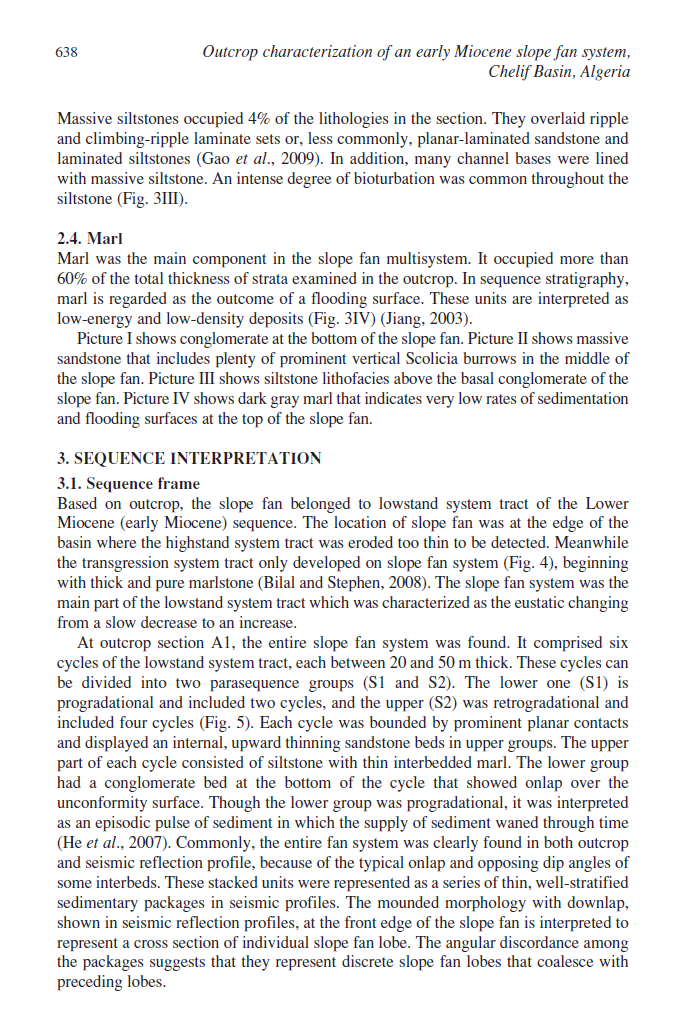 638
Outcrop characterization of an early Miocene slope fan system,
Chelif Basin, Algeria
Massive siltstones occupied 4% of the lithologies in the section. They overlaid ripple
and climbing-ripple laminate sets or, less commonly, planar-laminated sandstone and
laminated siltstones (Gao et al., 2009). In addition, many channel bases were lined
with massive siltstone. An intense degree of bioturbation was common throughout the
siltstone (Fig. 3III).
2.4. Marl
Marl was the main component in the slope fan multisystem. It occupied more than
60% of the total thickness of strata examined in the outcrop. In sequence stratigraphy,
marl is regarded as the outcome of a flooding surface. These units are interpreted as
low-energy and low-density deposits (Fig. 3IV) (Jiang, 2003).
Picture I shows conglomerate at the bottom of the slope fan. Picture II shows massive
sandstone that includes plenty of prominent vertical Scolicia burrows in the middle of
the slope fan. Picture III shows siltstone lithofacies above the basal conglomerate of the
slope fan. Picture IV shows dark gray marl that indicates very low rates of sedimentation
and flooding surfaces at the top of the slope fan.
3. SEQUENCE INTERPRETATION
3.1. Sequence frame
Based on outcrop, the slope fan belonged to lowstand system tract of the Lower
Miocene (early Miocene) sequence. The location of slope fan was at the edge of the
basin where the highstand system tract was eroded too thin to be detected. Meanwhile
the transgression system tract only developed on slope fan system (Fig. 4), beginning
with thick and pure marlstone (Bilal and Stephen, 2008). The slope fan system was the
main part of the lowstand system tract which was characterized as the eustatic changing
from a slow decrease to an increase.
At outcrop section A1, the entire slope fan system was found. It comprised six
cycles of the lowstand system tract, each between 20 and 50 m thick. These cycles can
be divided into two parasequence groups (S1 and S2). The lower one (S1) is
progradational and included two cycles, and the upper (S2) was retrogradational and
included four cycles (Fig. 5). Each cycle was bounded by prominent planar contacts
and displayed an internal, upward thinning sandstone beds in upper groups. The upper
part of each cycle consisted of siltstone with thin interbedded marl. The lower group
had a conglomerate bed at the bottom of the cycle that showed onlap over the
unconformity surface. Though the lower group was progradational, it was interpreted
as an episodic pulse of sediment in which the supply of sediment waned through time
(He et al., 2007). Commonly, the entire fan system was clearly found in both outcrop
and seismic reflection profile, because of the typical onlap and opposing dip angles of
some interbeds. These stacked units were represented as a series of thin, well-stratified
sedimentary packages in seismic profiles. The mounded morphology with downlap,
shown in seismic reflection profiles, at the front edge of the slope fan is interpreted to
represent a cross section of individual slope fan lobe. The angular discordance among
the packages suggests that they represent discrete slope fan lobes that coalesce with
preceding lobes.